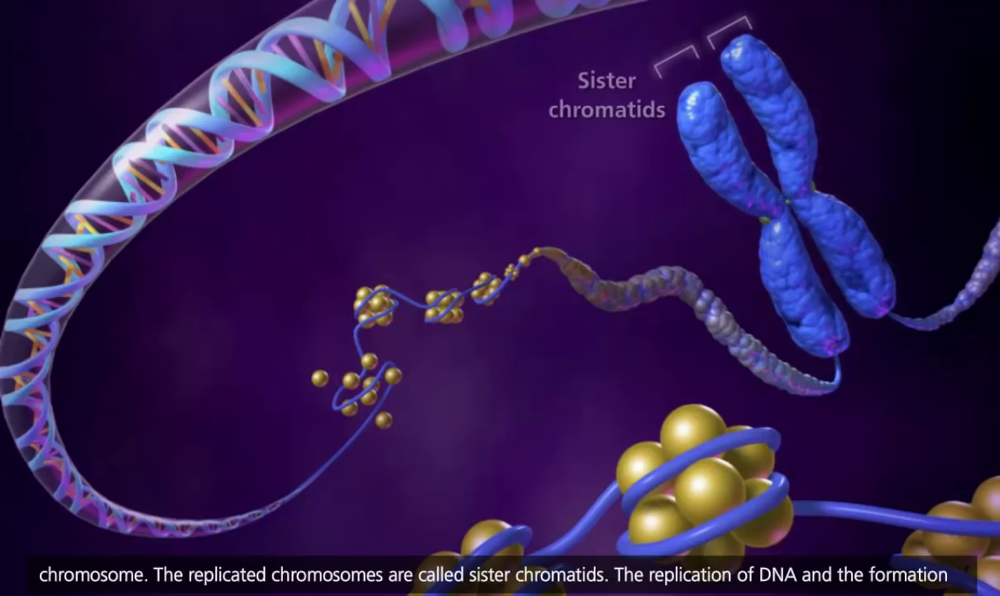 Sister
chromatids
chromosome. The replicated chromosomes are called sister chromatids. The replication of DNA and the formation